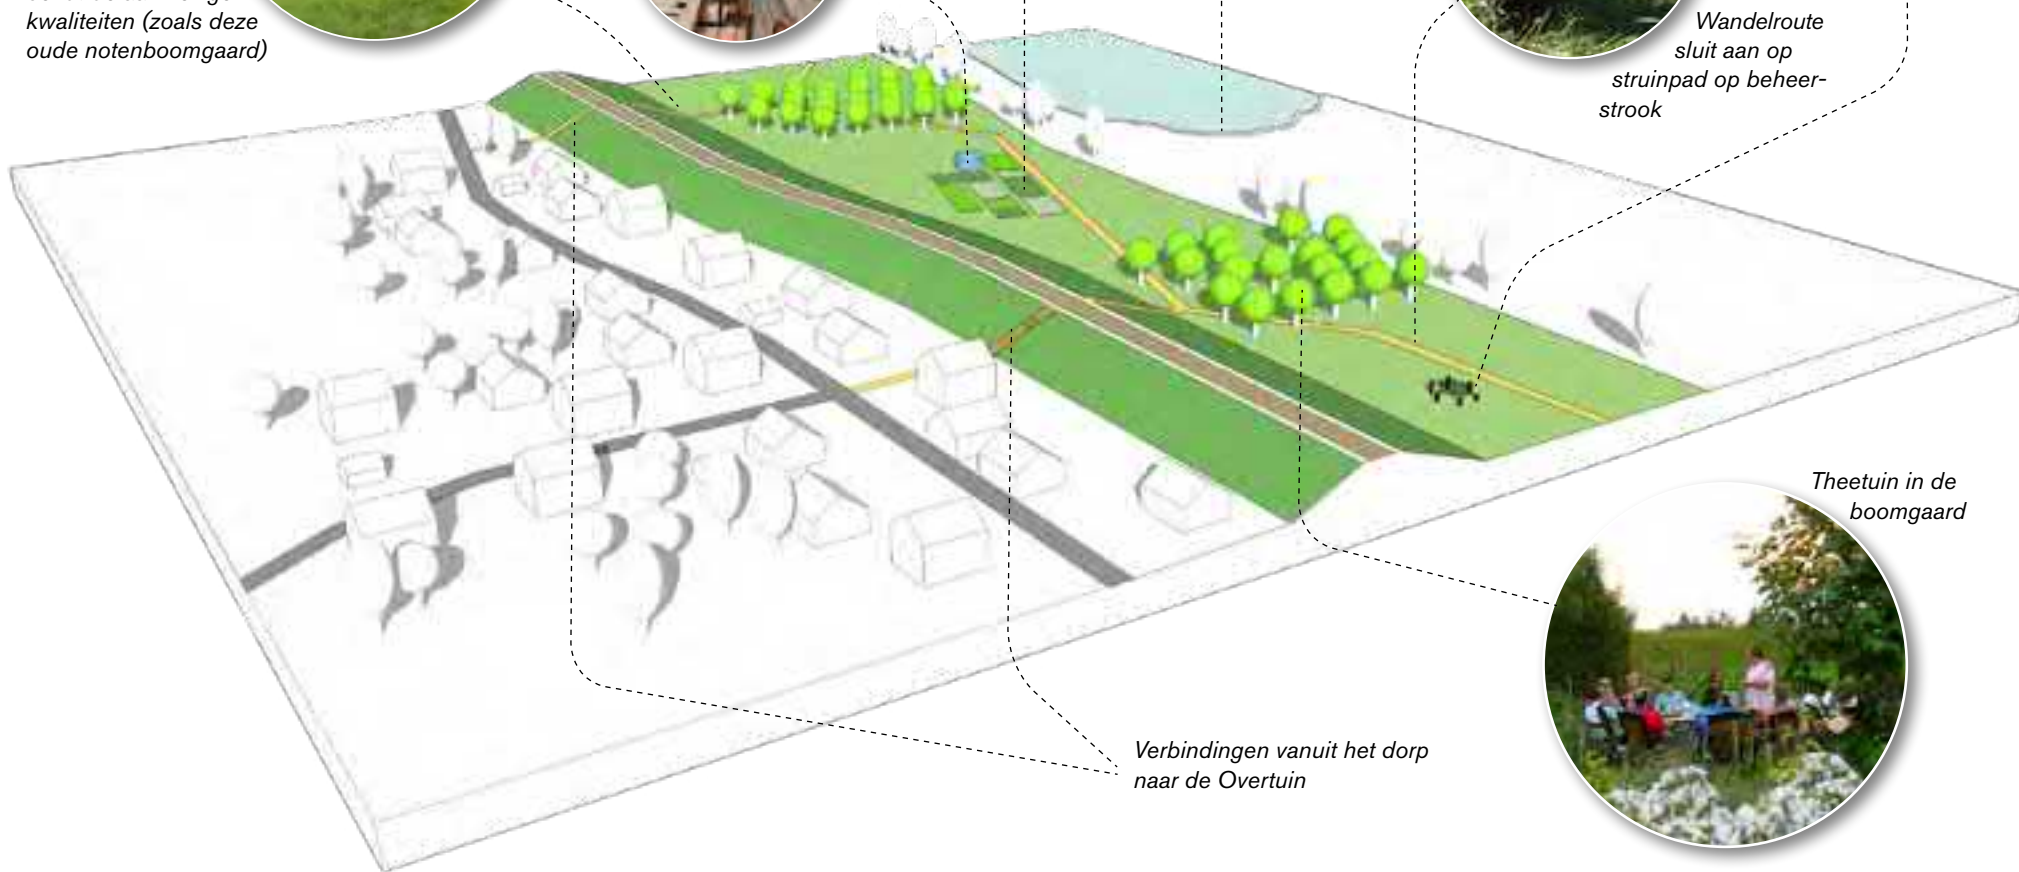 kwaliteiten (zoals deze
oude notenboomgaard)
Wandelroute
sluit aan op
struinpad op beheer-
strook
Theetuin in de
boomgaard
Verbindingen vanuit het dorp
naar de Overtuin